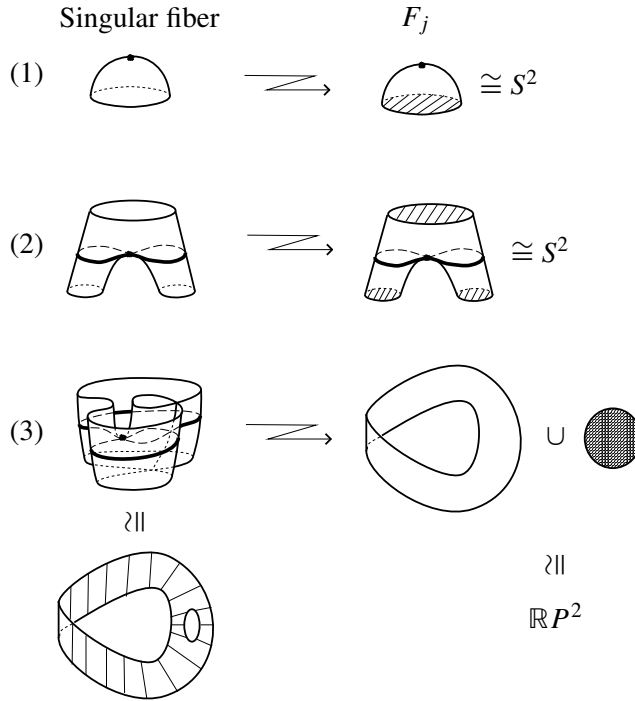 Singular fiber F_j
(1) ≅ S^2
(2) ≅ S^2
(3) ∪
≅ ≅
ℝP^2